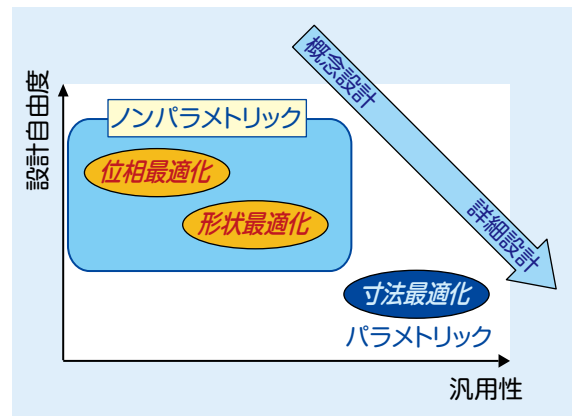 概念設計
設計自由度
ノンパラメトリック
位相最適化
形状最適化
詳細設計
寸法最適化
パラメトリック
汎用性